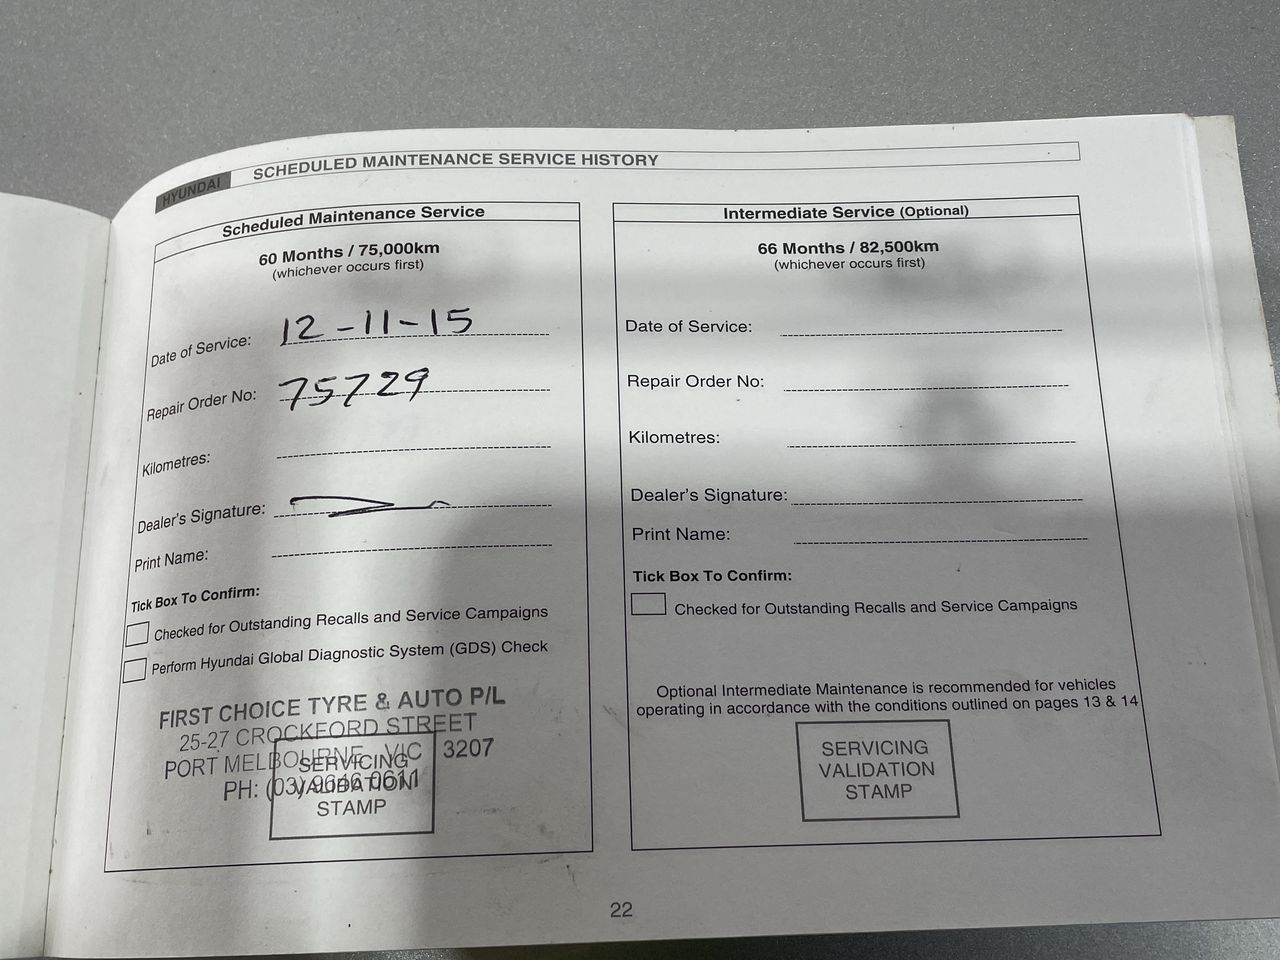 HYUNDAI SCHEDULED MAINTENANCE SERVICE HISTORY
Scheduled Maintenance Service
60 Months / 75,000km
(whichever occurs first)
Date of Service: 12-11-15
Repair Order No: 75729
Kilometres:
Dealer's Signature:
Print Name:
Tick Box To Confirm:
Checked for Outstanding Recalls and Service Campaigns
Perform Hyundai Global Diagnostic System (GDS) Check
FIRST CHOICE TYRE & AUTO P/L
25-27 CROCKFORD STREET
PORT MELBOURNE VIC 3207
PH: (03) 9646 0611
SERVICING
VALIDATION
STAMP
Intermediate Service (Optional)
66 Months / 82,500km
(whichever occurs first)
Date of Service:
Repair Order No:
Kilometres:
Dealer's Signature:
Print Name:
Tick Box To Confirm:
Checked for Outstanding Recalls and Service Campaigns
Optional Intermediate Maintenance is recommended for vehicles
operating in accordance with the conditions outlined on pages 13 & 14
SERVICING
VALIDATION
STAMP
22